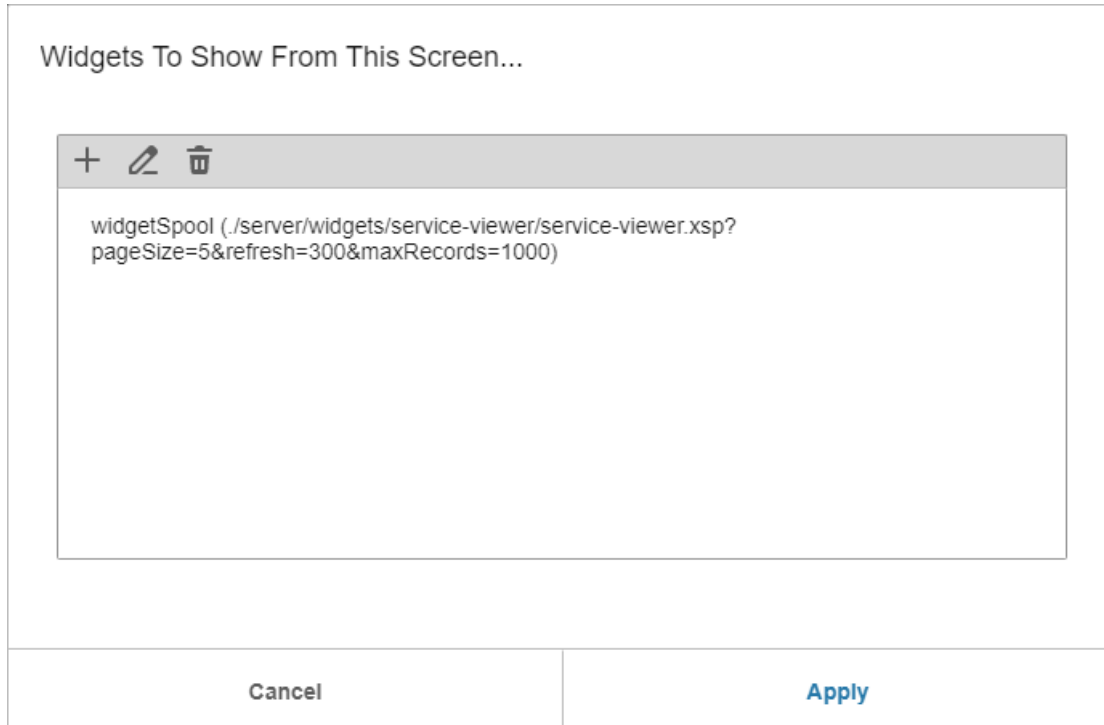 Widgets To Show From This Screen...
widgetSpool (./server/widgets/service-viewer/service-viewer.xsp?
pageSize=5&refresh=300&maxRecords=1000)
Cancel
Apply